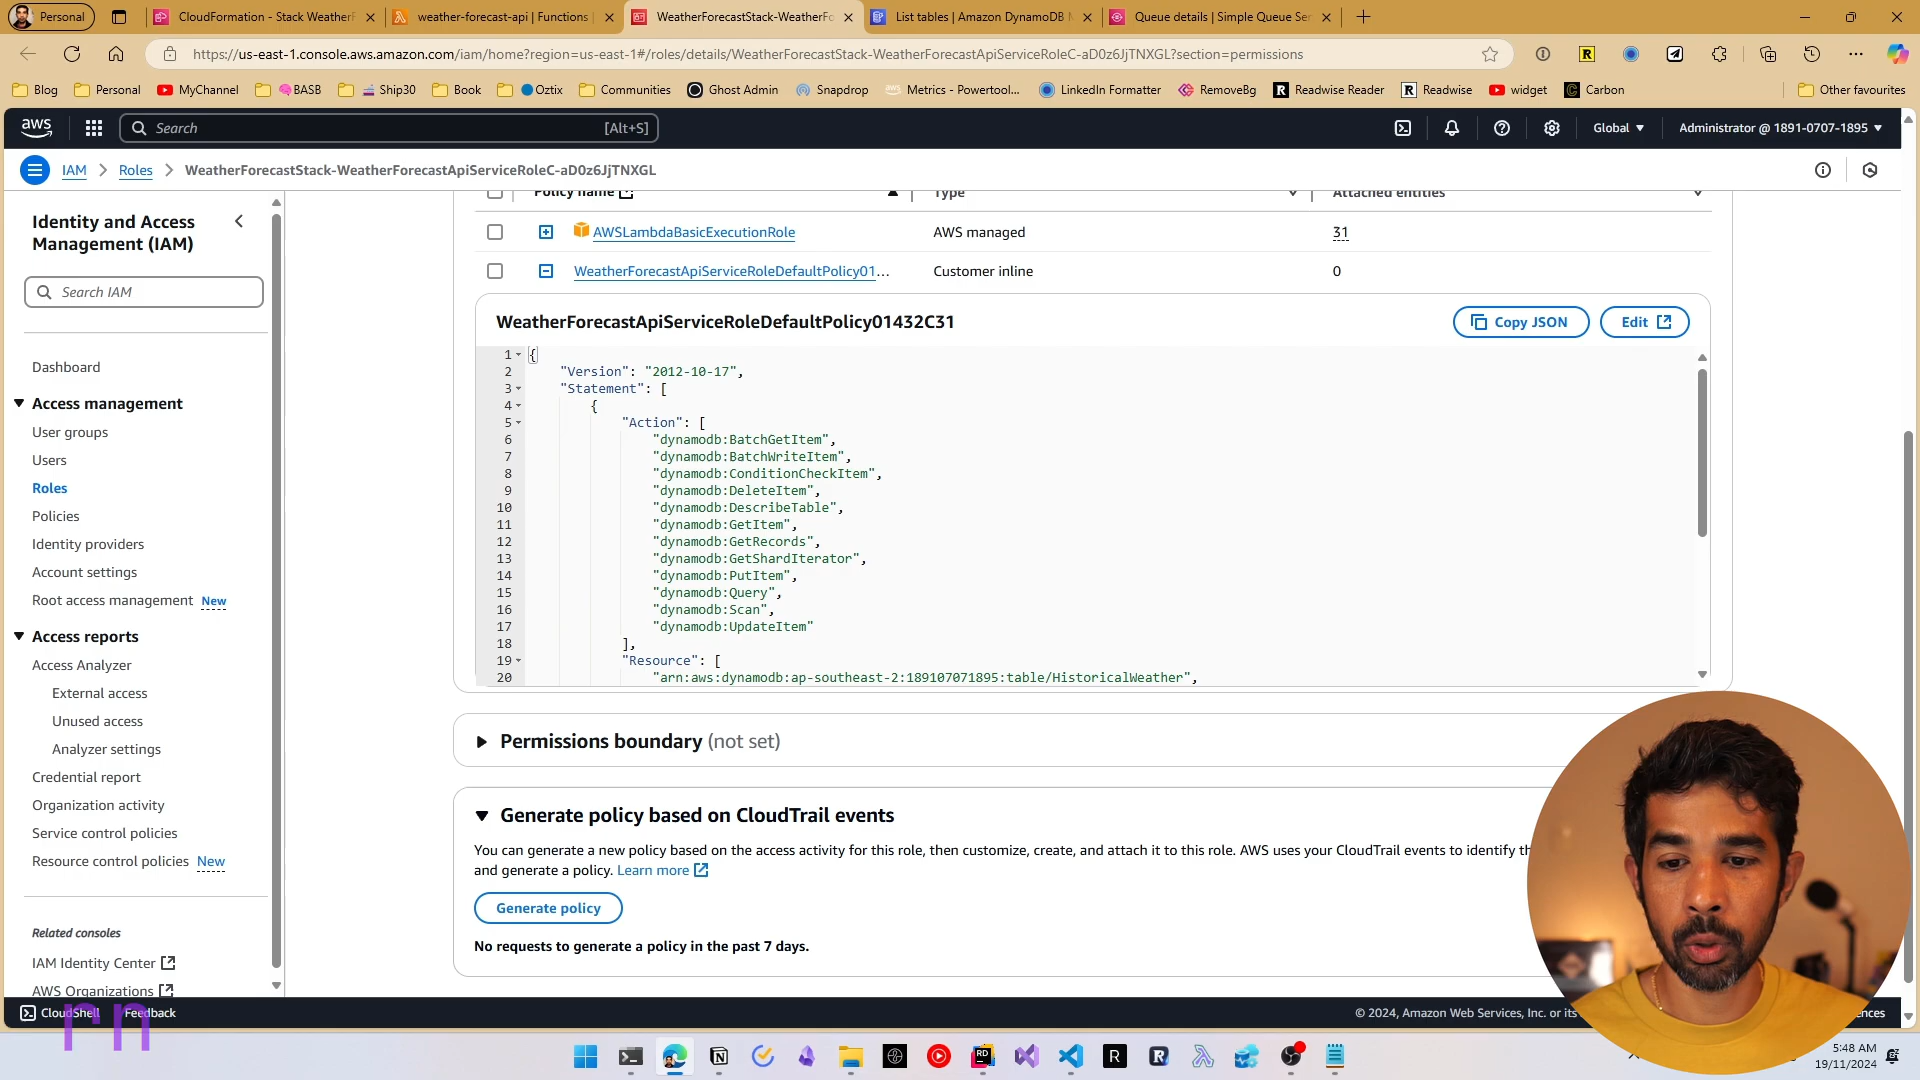 Personal
CloudFormation - Stack WeatherF
weather-forecast-api | Functions
WeatherForecastStack-WeatherFo
List tables | Amazon DynamoDB M
Queue details | Simple Queue Ser
https://us-east-1.console.aws.amazon.com/iam/home?region=us-east-1#/roles/details/WeatherForecastStack-WeatherForecastApiServiceRoleC-aD0z6JjTNXGL?section=permissions
Blog
Personal
MyChannel
BASB
Ship30
Book
Oztix
Communities
Ghost Admin
Snapdrop
Metrics - Powertool...
LinkedIn Formatter
RemoveBg
Readwise Reader
Readwise
widget
Carbon
Other favourites
aws
Search
[Alt+S]
Global
Administrator @ 1891-0707-1895
IAM
Roles
WeatherForecastStack-WeatherForecastApiServiceRoleC-aD0z6JjTNXGL
Identity and Access
Management (IAM)
Search IAM
Dashboard
Access management
User groups
Users
Roles
Policies
Identity providers
Account settings
Root access management New
Access reports
Access Analyzer
External access
Unused access
Analyzer settings
Credential report
Organization activity
Service control policies
Resource control policies New
Related consoles
IAM Identity Center
AWS Organizations
Policy name
Type
Attached entities
AWSLambdaBasicExecutionRole
AWS managed
31
WeatherForecastApiServiceRoleDefaultPolicy01...
Customer inline
0
WeatherForecastApiServiceRoleDefaultPolicy01432C31
Copy JSON
Edit
1 {
2 "Version": "2012-10-17",
3 "Statement": [
4 {
5 "Action": [
6 "dynamodb:BatchGetItem",
7 "dynamodb:BatchWriteItem",
8 "dynamodb:ConditionCheckItem",
9 "dynamodb:DeleteItem",
10 "dynamodb:DescribeTable",
11 "dynamodb:GetItem",
12 "dynamodb:GetRecords",
13 "dynamodb:GetShardIterator",
14 "dynamodb:PutItem",
15 "dynamodb:Query",
16 "dynamodb:Scan",
17 "dynamodb:UpdateItem"
18 ],
19 "Resource": [
20 "arn:aws:dynamodb:ap-southeast-2:189107071895:table/HistoricalWeather",
Permissions boundary (not set)
Generate policy based on CloudTrail events
You can generate a new policy based on the access activity for this role, then customize, create, and attach it to this role. AWS uses your CloudTrail events to identify th
and generate a policy. Learn more
Generate policy
No requests to generate a policy in the past 7 days.
CloudShell
Feedback
© 2024, Amazon Web Services, Inc. or its
ences
rn
5:48 AM
19/11/2024